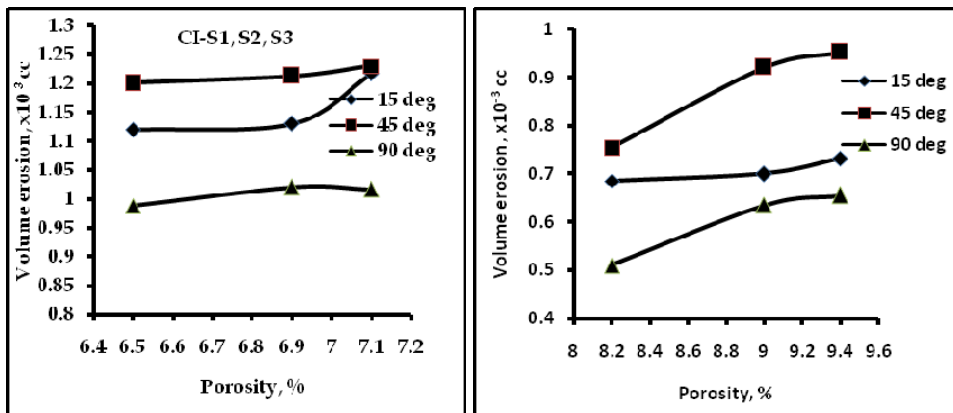 CI-S1, S2, S3
Volume erosion, x10⁻³ cc
1.3
1.25
1.2
1.15
1.1
1.05
1
0.95
0.9
0.85
0.8
15 deg
45 deg
90 deg
6.4 6.5 6.6 6.7 6.8 6.9 7 7.1 7.2
Porosity, %
Volume erosion, x10⁻³ cc
1
0.9
0.8
0.7
0.6
0.5
0.4
15 deg
45 deg
90 deg
8 8.2 8.4 8.6 8.8 9 9.2 9.4 9.6
Porosity, %